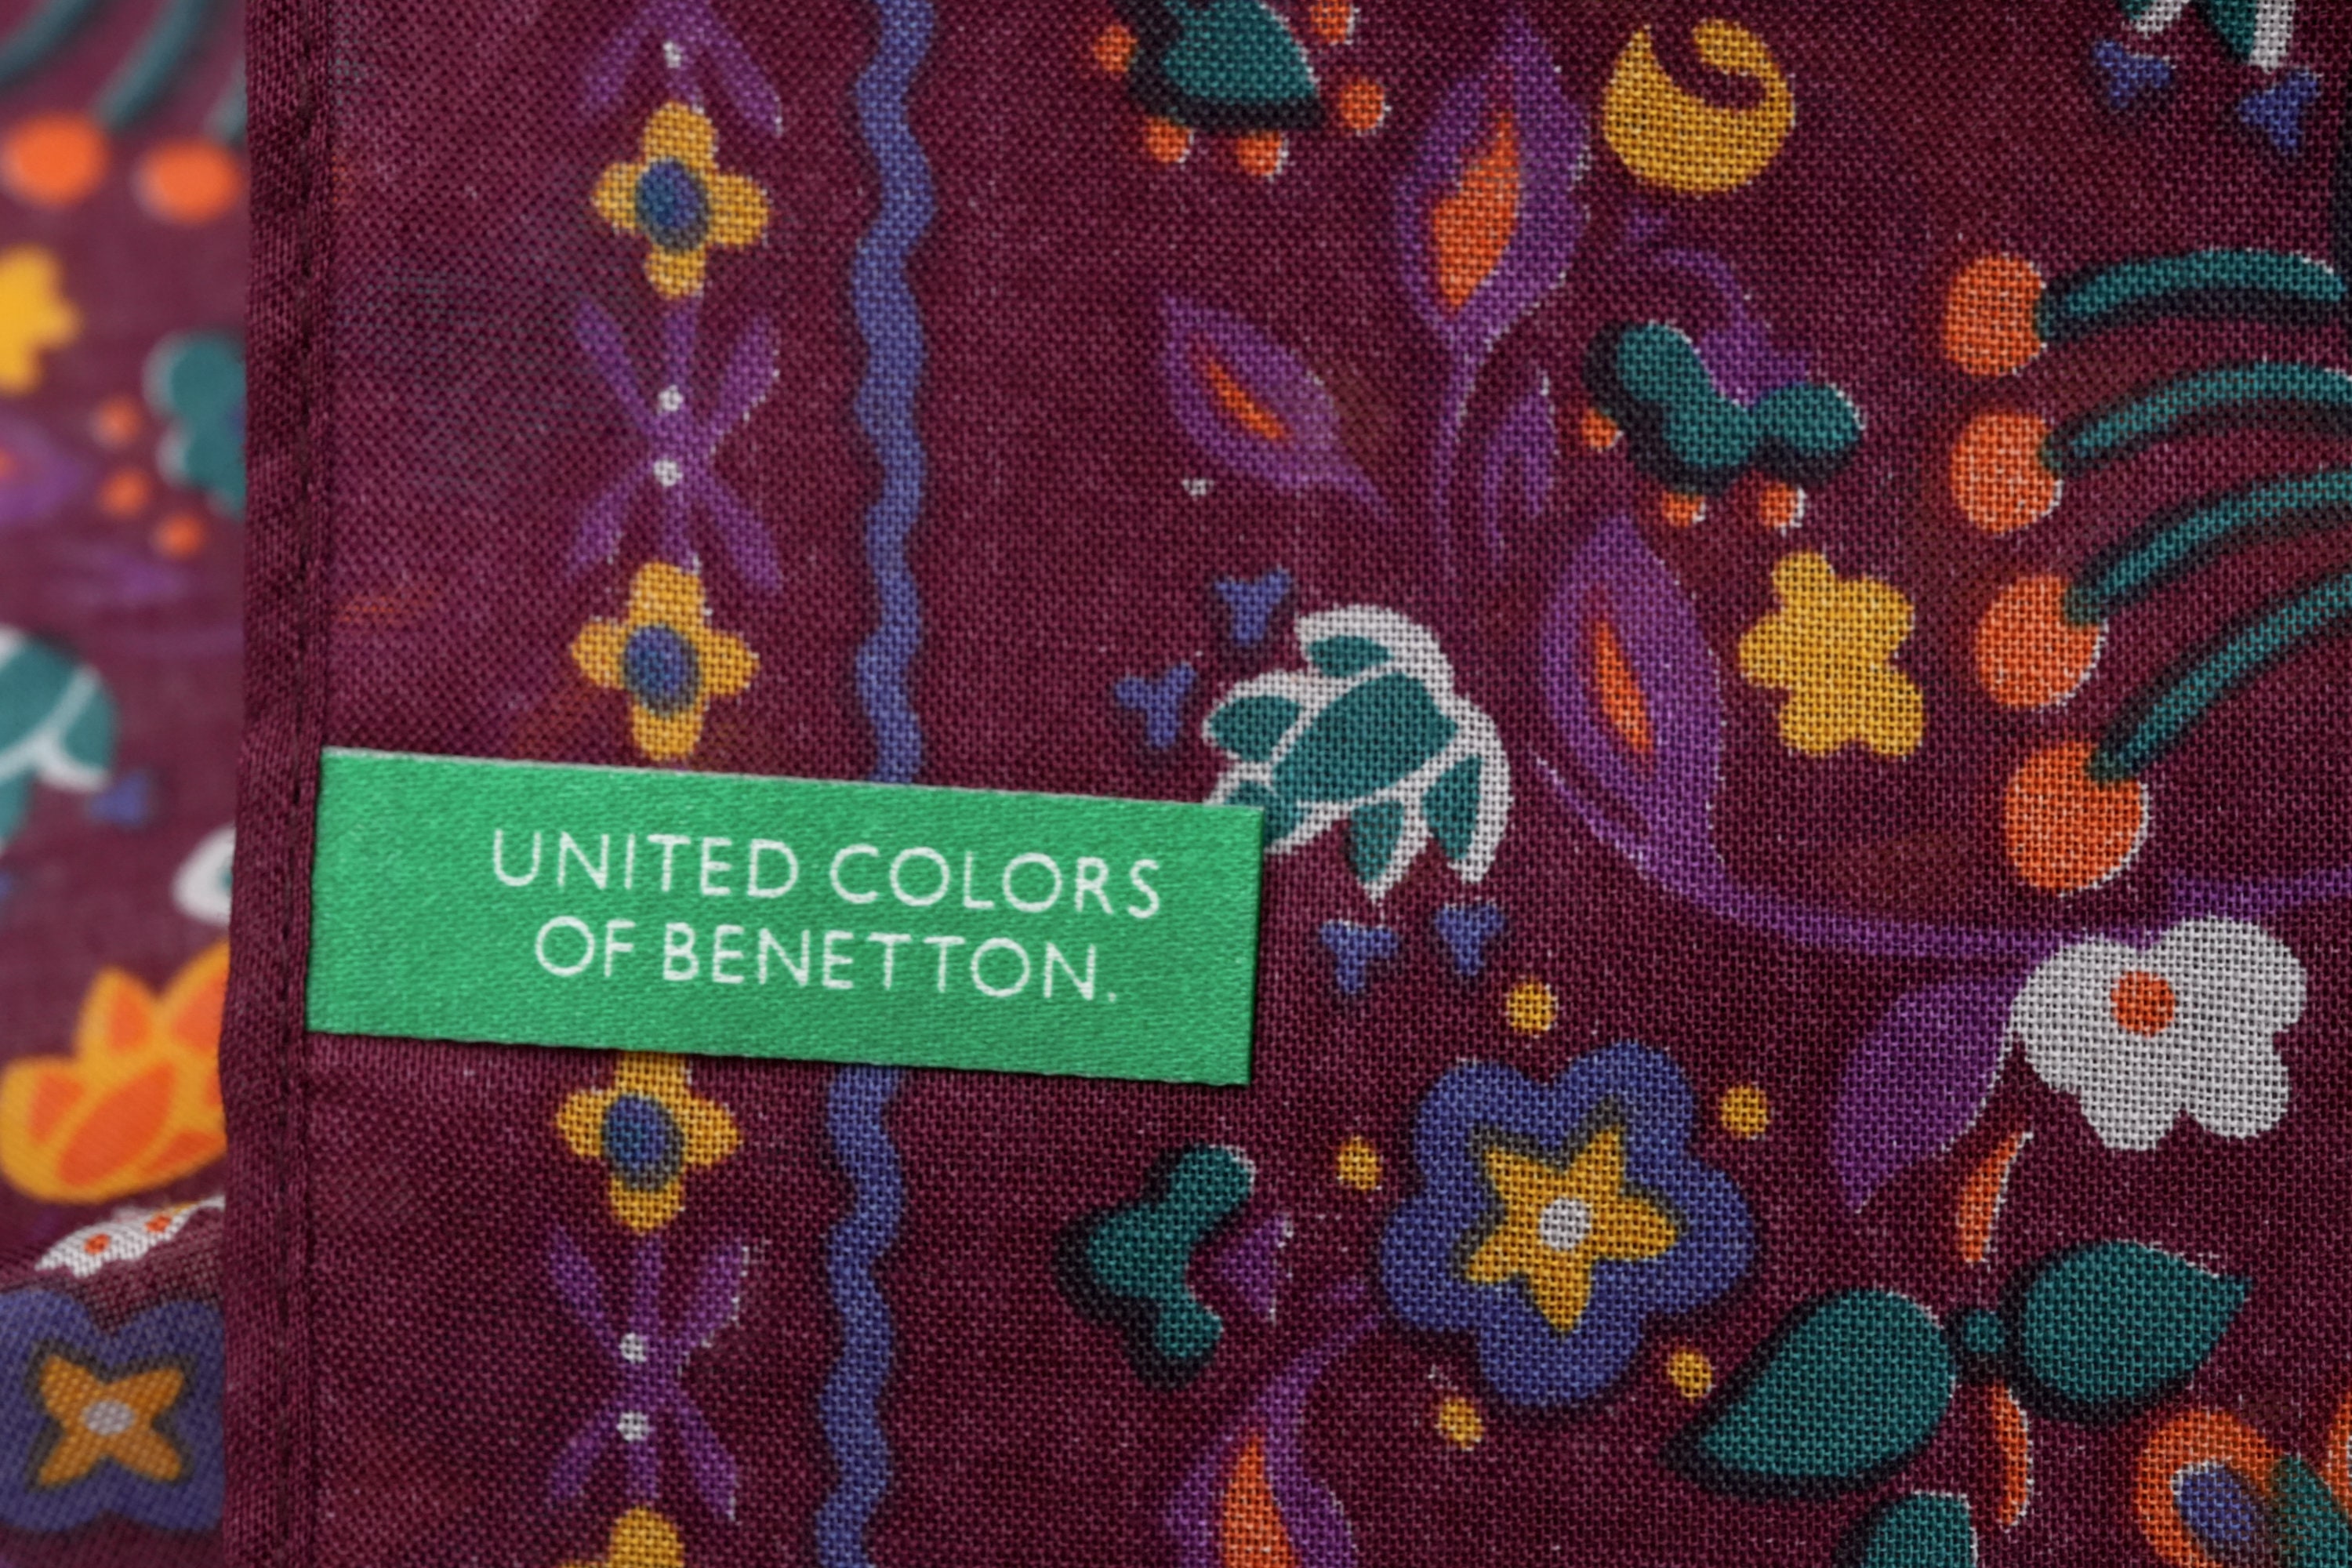 UNITED COLORS
OF BENETTON.